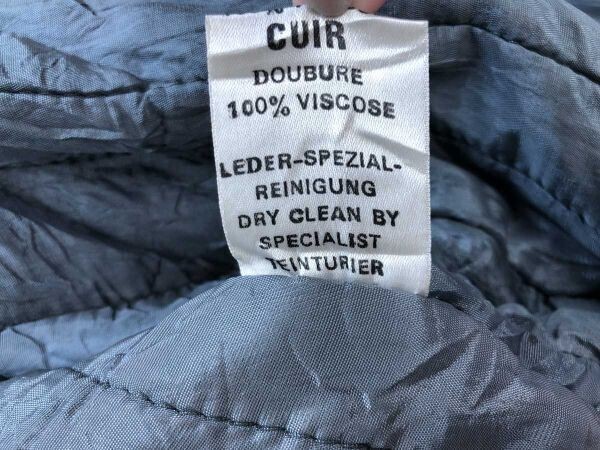 CUIR
DOUBURE
100% VISCOSE
LEDER-SPEZIAL-
REINIGUNG
DRY CLEAN BY
SPECIALIST
TEINTURIER